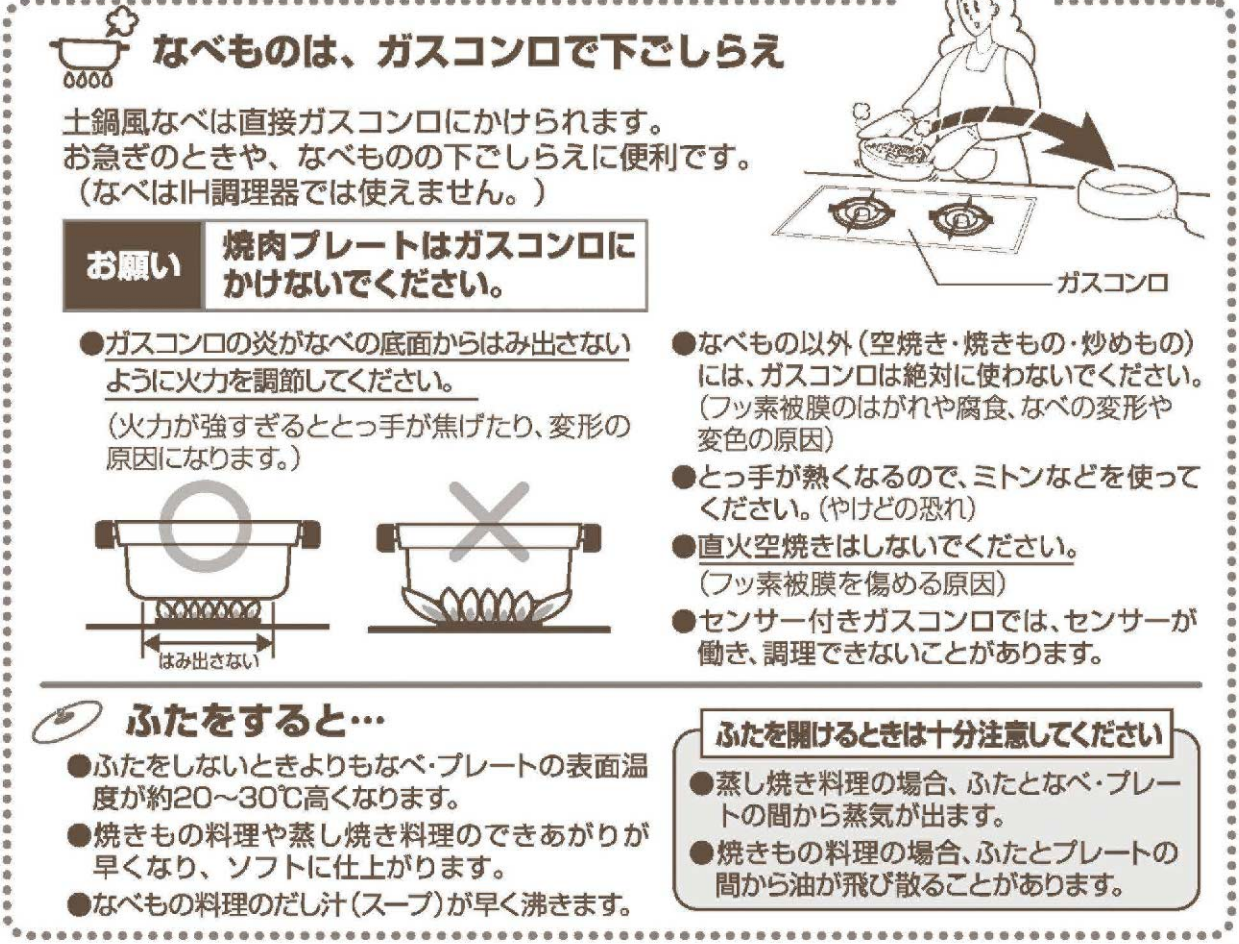 なべものは、ガスコンロで下ごしらえ
土鍋風なべは直接ガスコンロにかけられます。
お急ぎのときや、なべものの下ごしらえに便利です。
（なべはIH調理器では使えません。）
お願い
焼肉プレートはガスコンロに
かけないでください。
ガスコンロ
●ガスコンロの炎がなべの底面からはみ出さない
ように火力を調節してください。
（火力が強すぎるととっ手が焦げたり、変形の
原因になります。）
はみ出さない
●なべもの以外（空焼き・焼きもの・炒めもの）
には、ガスコンロは絶対に使わないでください。
（フッ素被膜のはがれや腐食、なべの変形や
変色の原因）
●とっ手が熱くなるので、ミトンなどを使って
ください。（やけどの恐れ）
●直火空焼きはしないでください。
（フッ素被膜を傷める原因）
●センサー付きガスコンロでは、センサーが
働き、調理できないことがあります。
ふたをすると…
●ふたをしないときよりもなべ・プレートの表面温
度が約20〜30℃高くなります。
●焼きもの料理や蒸し焼き料理のできあがりが
早くなり、ソフトに仕上がります。
●なべもの料理のだし汁（スープ）が早く沸きます。
ふたを開けるときは十分注意してください
●蒸し焼き料理の場合、ふたとなべ・プレー
トの間から蒸気が出ます。
●焼きもの料理の場合、ふたとプレートの
間から油が飛び散ることがあります。